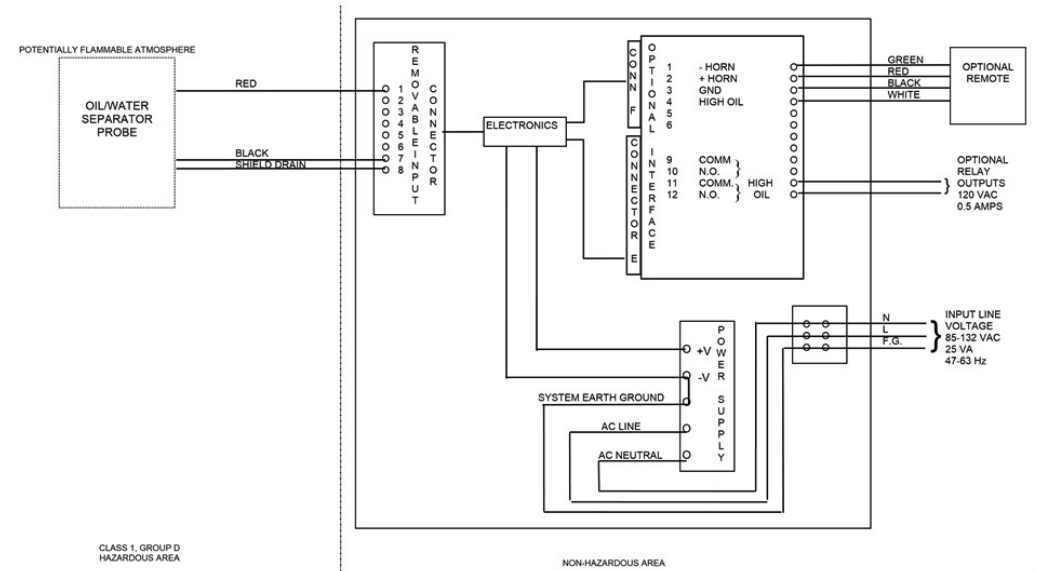 POTENTIALLY FLAMMABLE ATMOSPHERE
OIL/WATER
SEPARATOR
PROBE
RED
BLACK
SHIELD DRAIN
REMOVABLE INPUT
CONNECTOR
1
2
3
4
5
6
7
8
ELECTRONICS
CONN F
CONNECTOR E
OPTIONAL INTERFACE
1 - HORN
2 + HORN
3 GND
4 HIGH OIL
5
6
9 COMM }
10 N.O.
11 COMM. } HIGH
12 N.O. OIL
GREEN
RED
BLACK
WHITE
OPTIONAL
REMOTE
OPTIONAL
RELAY
} OUTPUTS
120 VAC
0.5 AMPS
POWER SUPPLY
+V
-V
SYSTEM EARTH GROUND
AC LINE
AC NEUTRAL
N
L
F.G.
INPUT LINE
VOLTAGE
} 85-132 VAC
25 VA
47-63 Hz
CLASS 1, GROUP D
HAZARDOUS AREA
NON-HAZARDOUS AREA